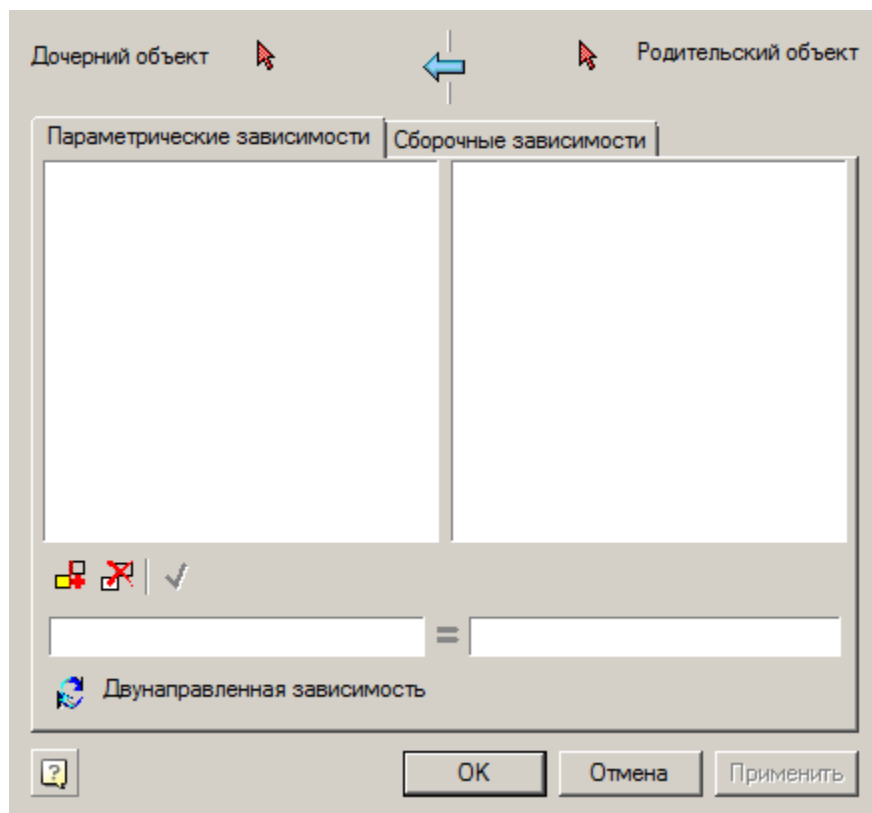 Дочерний объект
Родительский объект
Параметрические зависимости
Сборочные зависимости
=
Двунаправленная зависимость
?
OK
Отмена
Применить